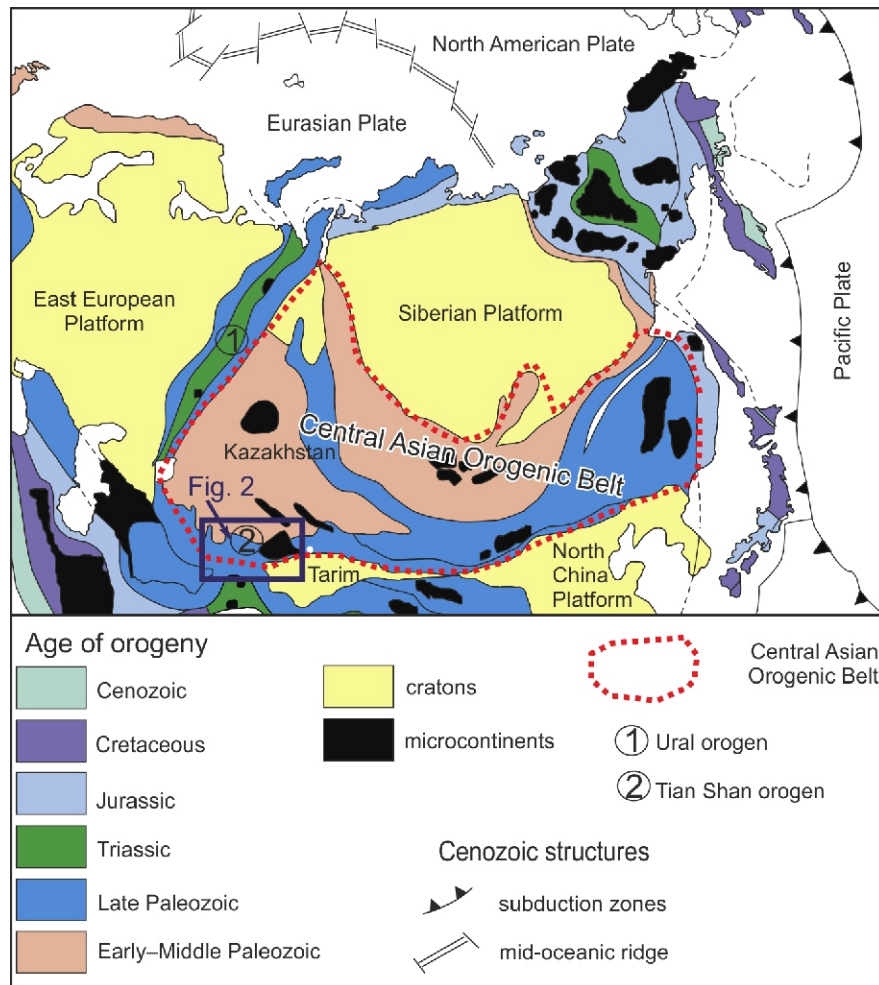 North American Plate
Eurasian Plate
East European
Platform
Siberian Platform
Pacific Plate
1
Kazakhstan
Central Asian Orogenic Belt
Fig. 2
2
Tarim
North
China
Platform
Age of orogeny
Cenozoic
Cretaceous
Jurassic
Triassic
Late Paleozoic
Early–Middle Paleozoic
cratons
microcontinents
Central Asian
Orogenic Belt
1 Ural orogen
2 Tian Shan orogen
Cenozoic structures
subduction zones
mid-oceanic ridge